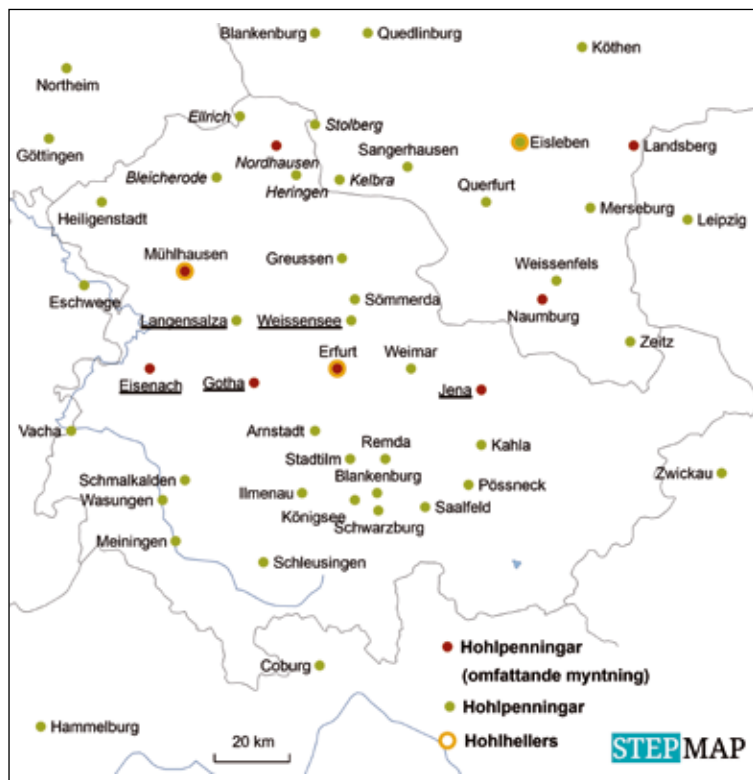 Blankenburg
Quedlinburg
Köthen
Northeim
Ellrich
Stolberg
Göttingen
Nordhausen
Sangerhausen
Eisleben
Landsberg
Bleicherode
Heringen
Kelbra
Querfurt
Heiligenstadt
Merseburg
Leipzig
Mühlhausen
Greussen
Weissenfels
Eschwege
Sömmerda
Naumburg
Langensalza
Weissensee
Zeitz
Erfurt
Weimar
Eisenach
Gotha
Jena
Vacha
Arnstadt
Remda
Kahla
Stadtilm
Blankenburg
Zwickau
Schmalkalden
Ilmenau
Pössneck
Wasungen
Königsee
Saalfeld
Schwarzburg
Meiningen
Schleusingen
Hohlpenningar
(omfattande myntning)
Coburg
Hohlpenningar
Hammelburg
20 km
Hohlhellers
STEPMAP